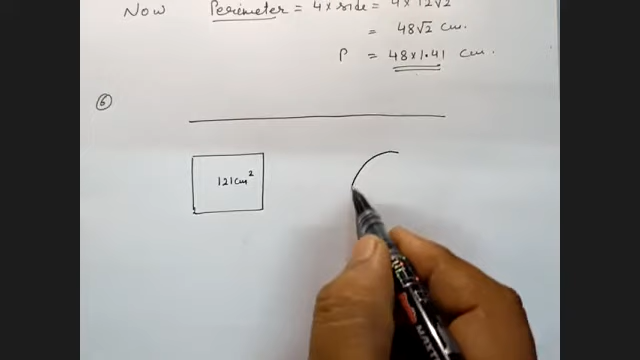 Now Perimeter = 4 × side = 4 × 12√2
= 48√2 cm.
P = 48×1.41 cm.
6
121cm²